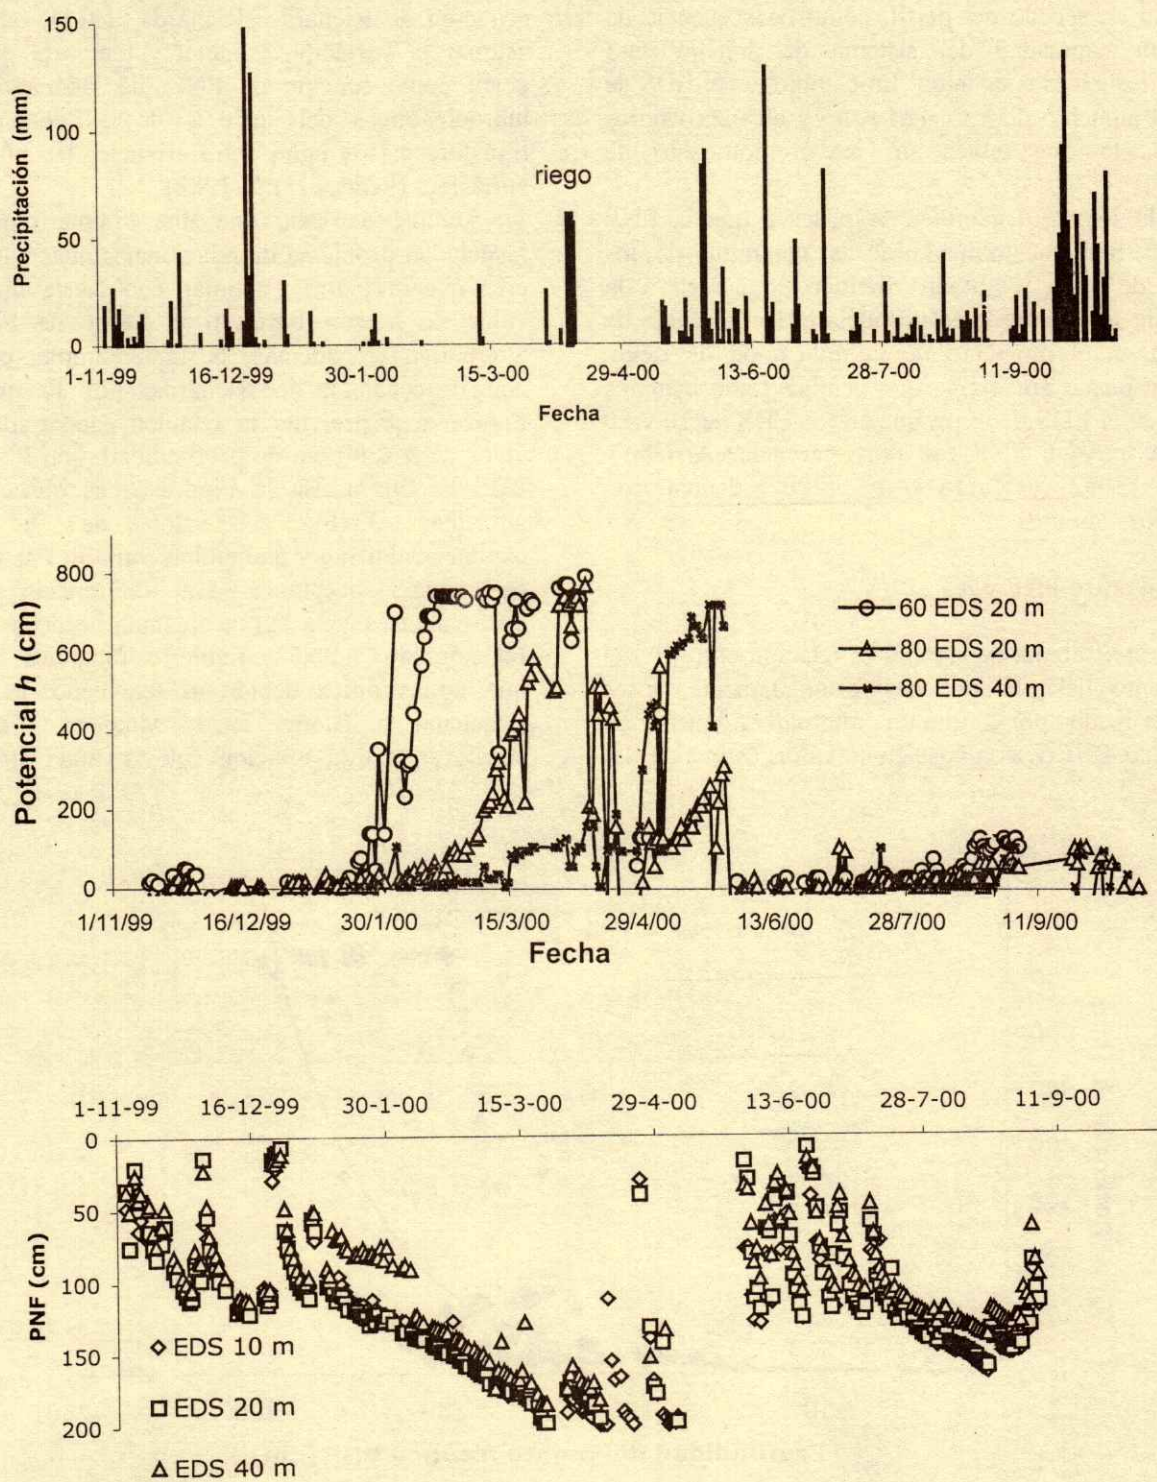 150
100
50
0
Precipitación (mm)
riego
1-11-99 16-12-99 30-1-00 15-3-00 29-4-00 13-6-00 28-7-00 11-9-00
Fecha
800
600
400
200
0
Potencial h (cm)
60 EDS 20 m
80 EDS 20 m
80 EDS 40 m
1/11/99 16/12/99 30/1/00 15/3/00 29/4/00 13/6/00 28/7/00 11/9/00
Fecha
1-11-99 16-12-99 30-1-00 15-3-00 29-4-00 13-6-00 28-7-00 11-9-00
0
50
100
150
200
PNF (cm)
EDS 10 m
EDS 20 m
EDS 40 m